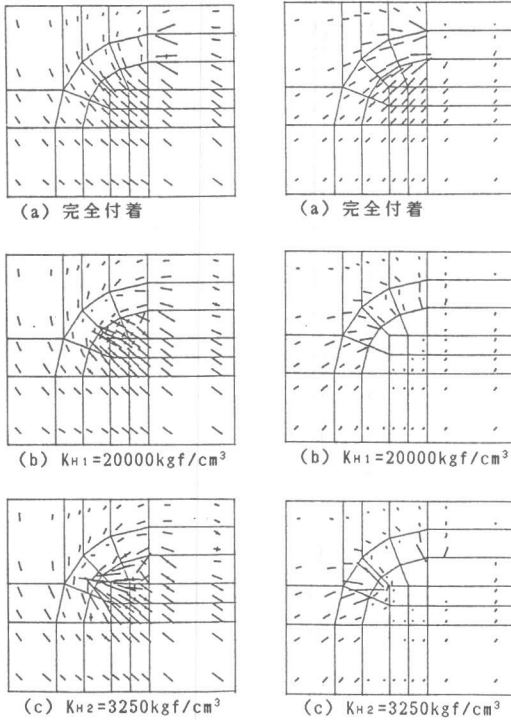 (a) 完全付着
(a) 完全付着
(b) KH1=20000kgf/cm³
(b) KH1=20000kgf/cm³
(c) KH2=3250kgf/cm³
(c) KH2=3250kgf/cm³